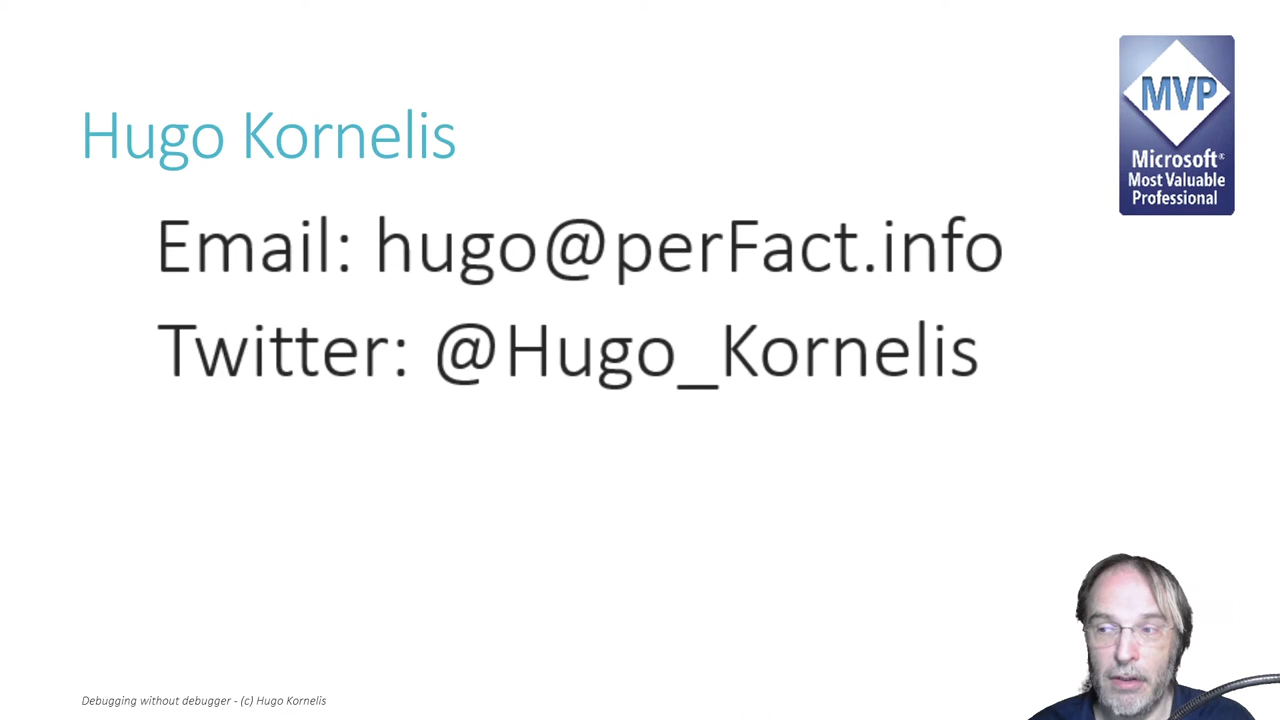 Hugo Kornelis
MVP
Microsoft®
Most Valuable
Professional
Email: hugo@perFact.info
Twitter: @Hugo_Kornelis
Debugging without debugger - (c) Hugo Kornelis